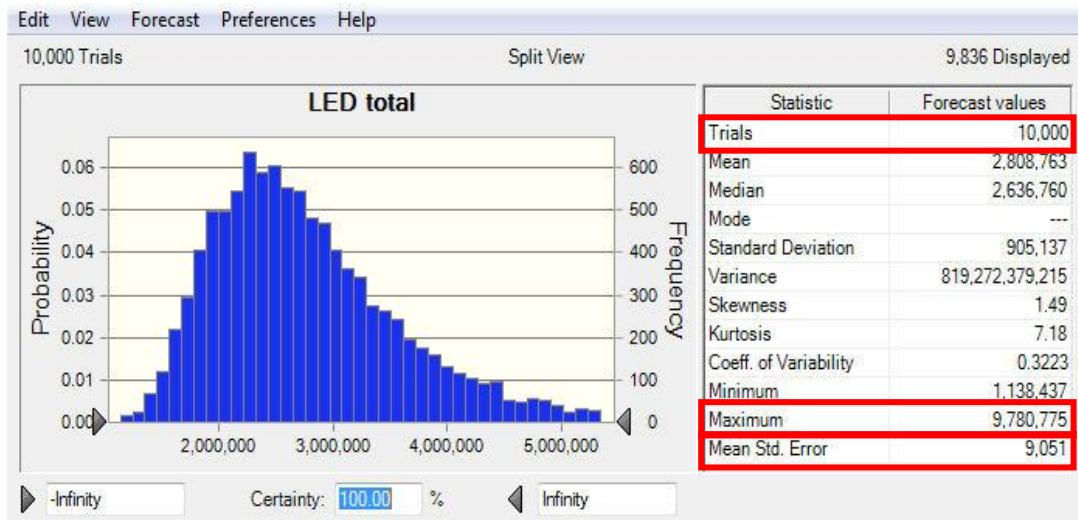 Edit View Forecast Preferences Help
10,000 Trials Split View 9,836 Displayed
LED total
Probability
0.06
0.05
0.04
0.03
0.02
0.01
0.00
600
500
400
300
200
100
0
Frequency
2,000,000 3,000,000 4,000,000 5,000,000
Statistic Forecast values
Trials 10,000
Mean 2,808,763
Median 2,636,760
Mode ---
Standard Deviation 905,137
Variance 819,272,379,215
Skewness 1.49
Kurtosis 7.18
Coeff. of Variability 0.3223
Minimum 1,138,437
Maximum 9,780,775
Mean Std. Error 9,051
-Infinity Certainty: 100.00 % Infinity